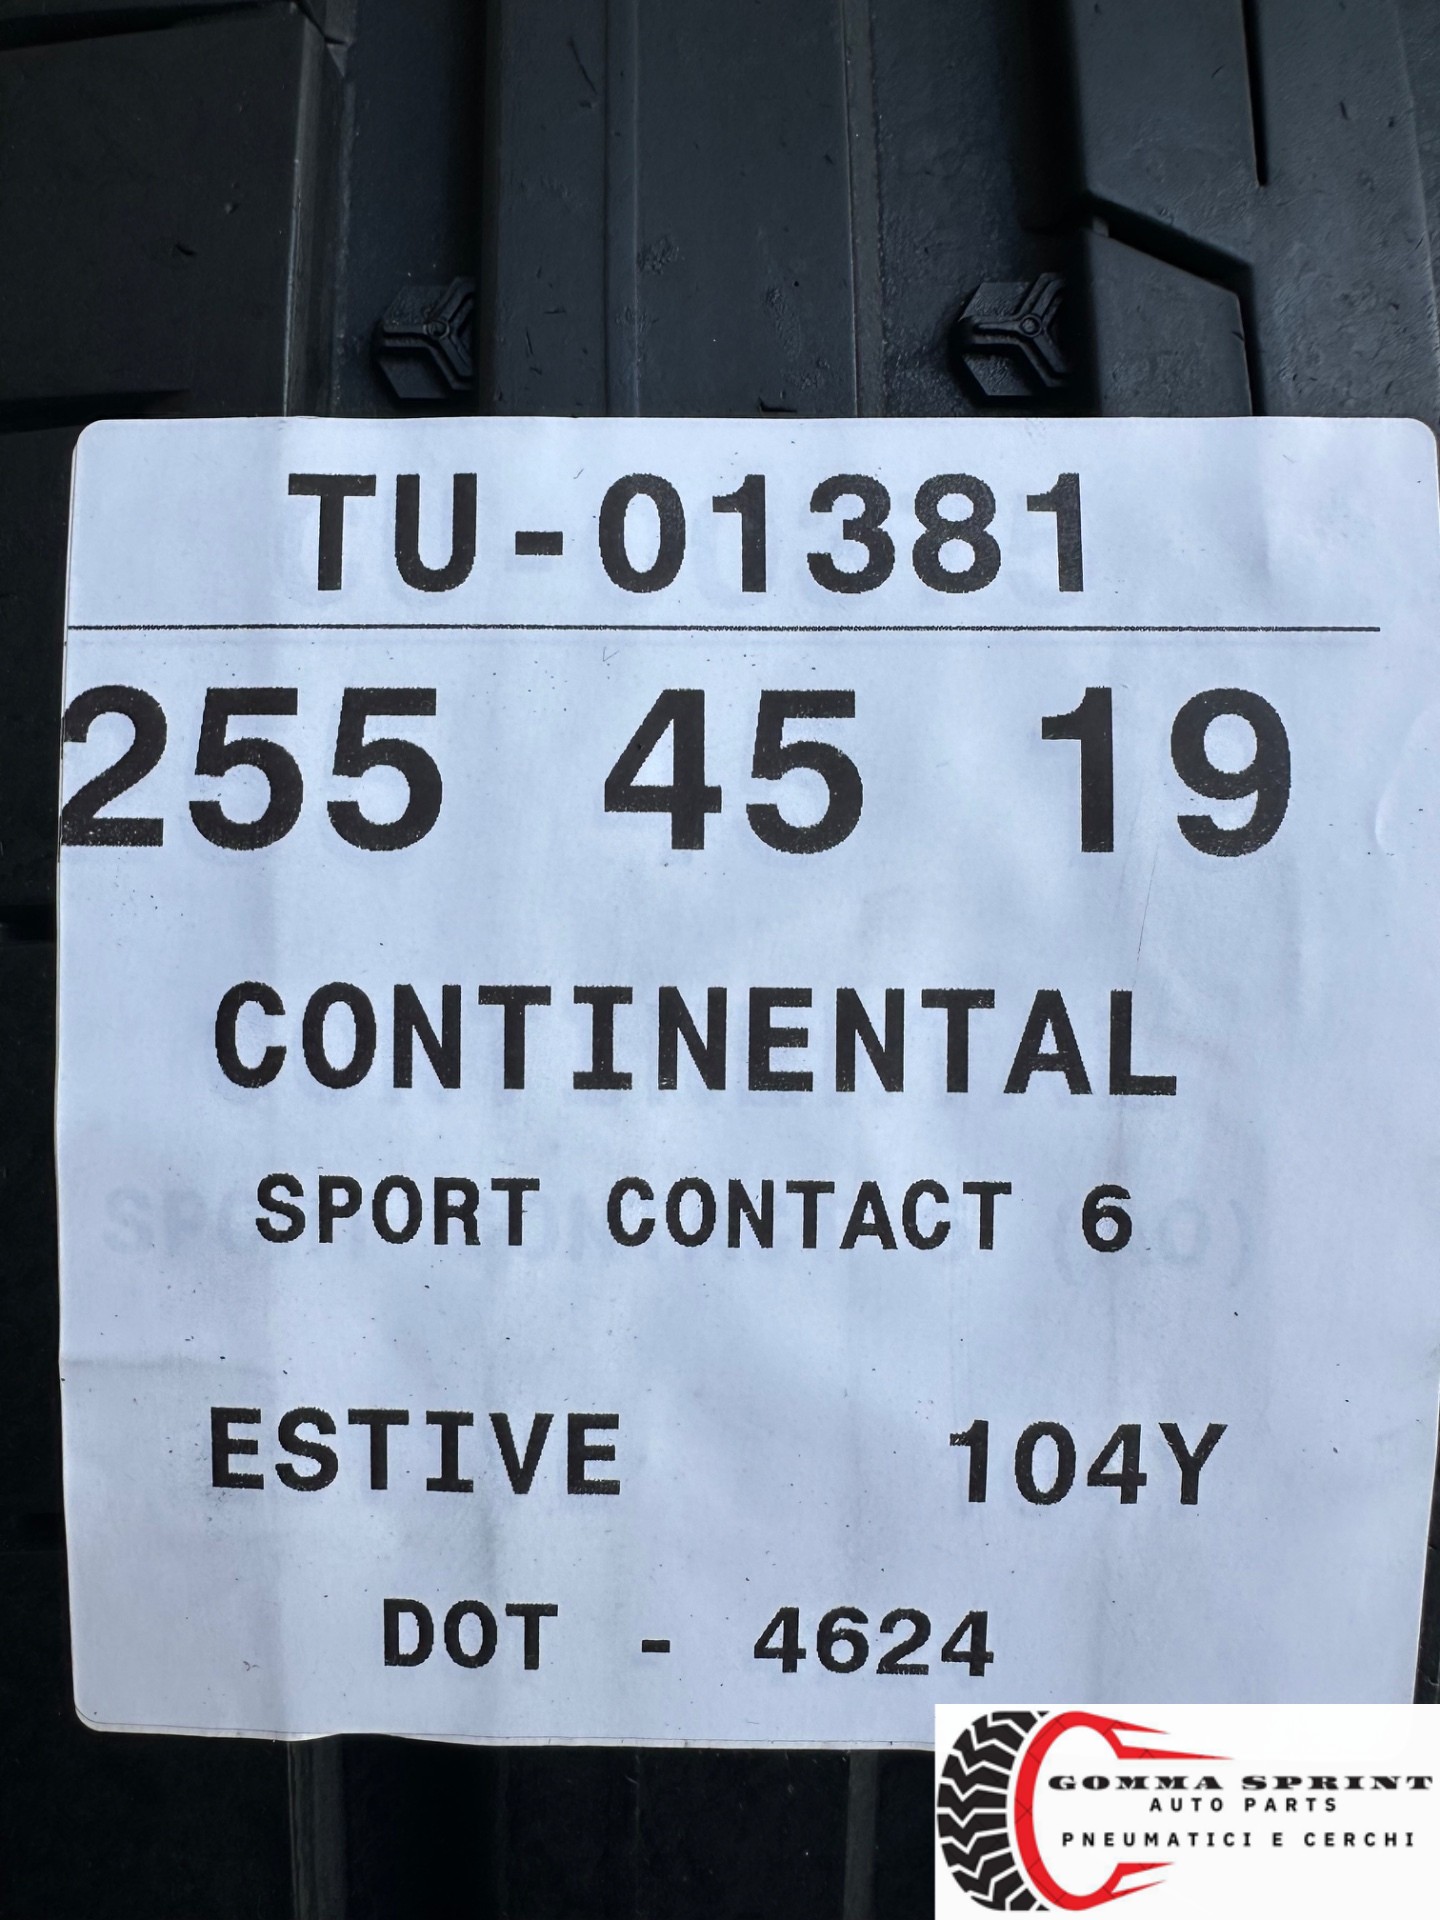 TU-01381
255 45 19
CONTINENTAL
SPORT CONTACT 6
ESTIVE 104Y
DOT - 4624
GOMMA SPRINT
AUTO PARTS
PNEUMATICI E CERCHI